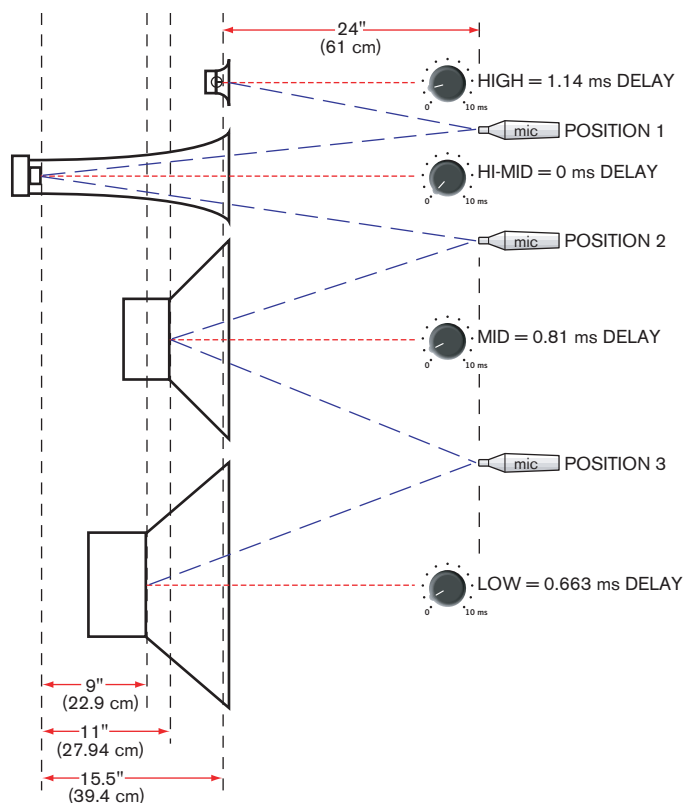 24"
(61 cm)
HIGH = 1.14 ms DELAY
0 10 ms
mic POSITION 1
HI-MID = 0 ms DELAY
0 10 ms
mic POSITION 2
MID = 0.81 ms DELAY
0 10 ms
mic POSITION 3
LOW = 0.663 ms DELAY
0 10 ms
9"
(22.9 cm)
11"
(27.94 cm)
15.5"
(39.4 cm)